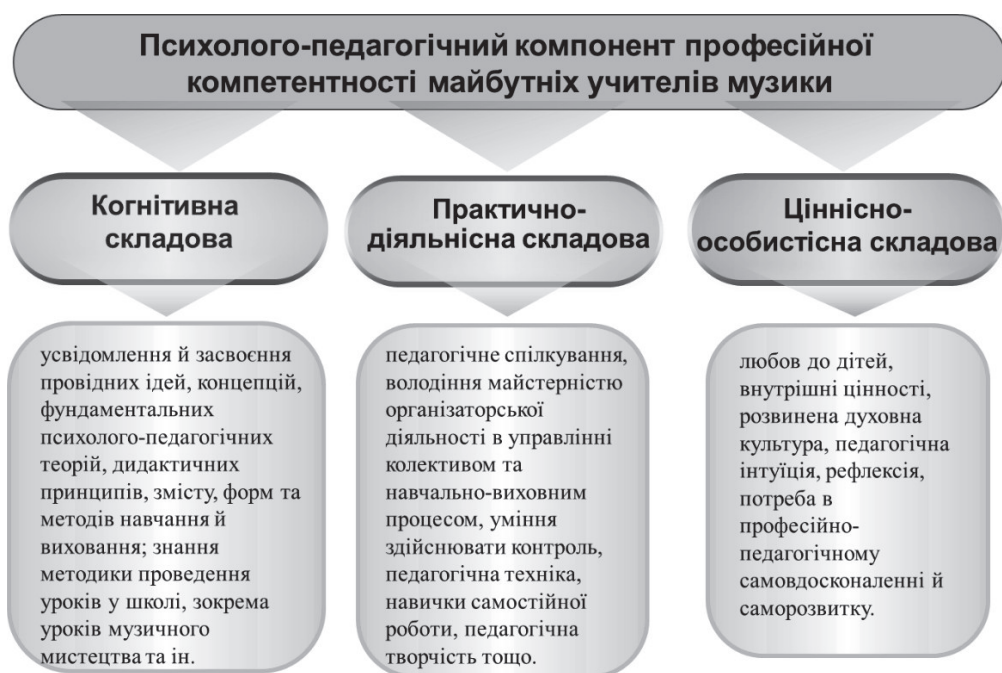 Психолого-педагогічний компонент професійної
компетентності майбутніх учителів музики
Когнітивна
складова
усвідомлення й засвоєння
провідних ідей, концепцій,
фундаментальних
психолого-педагогічних
теорій, дидактичних
принципів, змісту, форм та
методів навчання й
виховання; знання
методики проведення
уроків у школі, зокрема
уроків музичного
мистецтва та ін.
Практично-
діяльнісна складова
педагогічне спілкування,
володіння майстерністю
організаторської
діяльності в управлінні
колективом та
навчально-виховним
процесом, уміння
здійснювати контроль,
педагогічна техніка,
навички самостійної
роботи, педагогічна
творчість тощо.
Ціннісно-
особистісна складова
любов до дітей,
внутрішні цінності,
розвинена духовна
культура, педагогічна
інтуїція, рефлексія,
потреба в
професійно-
педагогічному
самовдосконаленні й
саморозвитку.